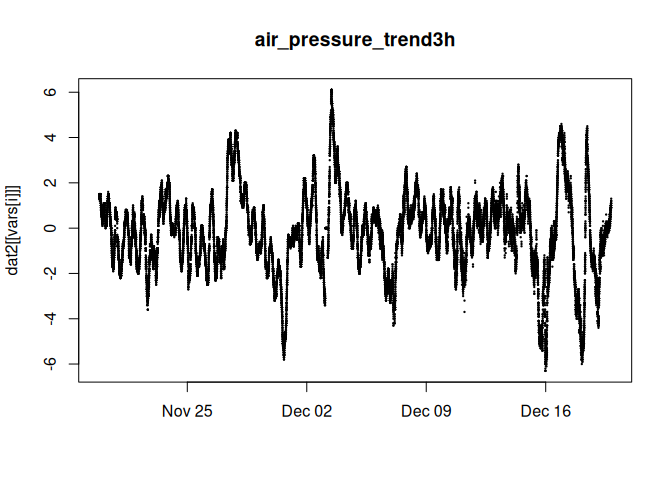 air_pressure_trend3h
dat2[[vars[i]]]
6
4
2
0
-2
-4
-6
Nov 25
Dec 02
Dec 09
Dec 16